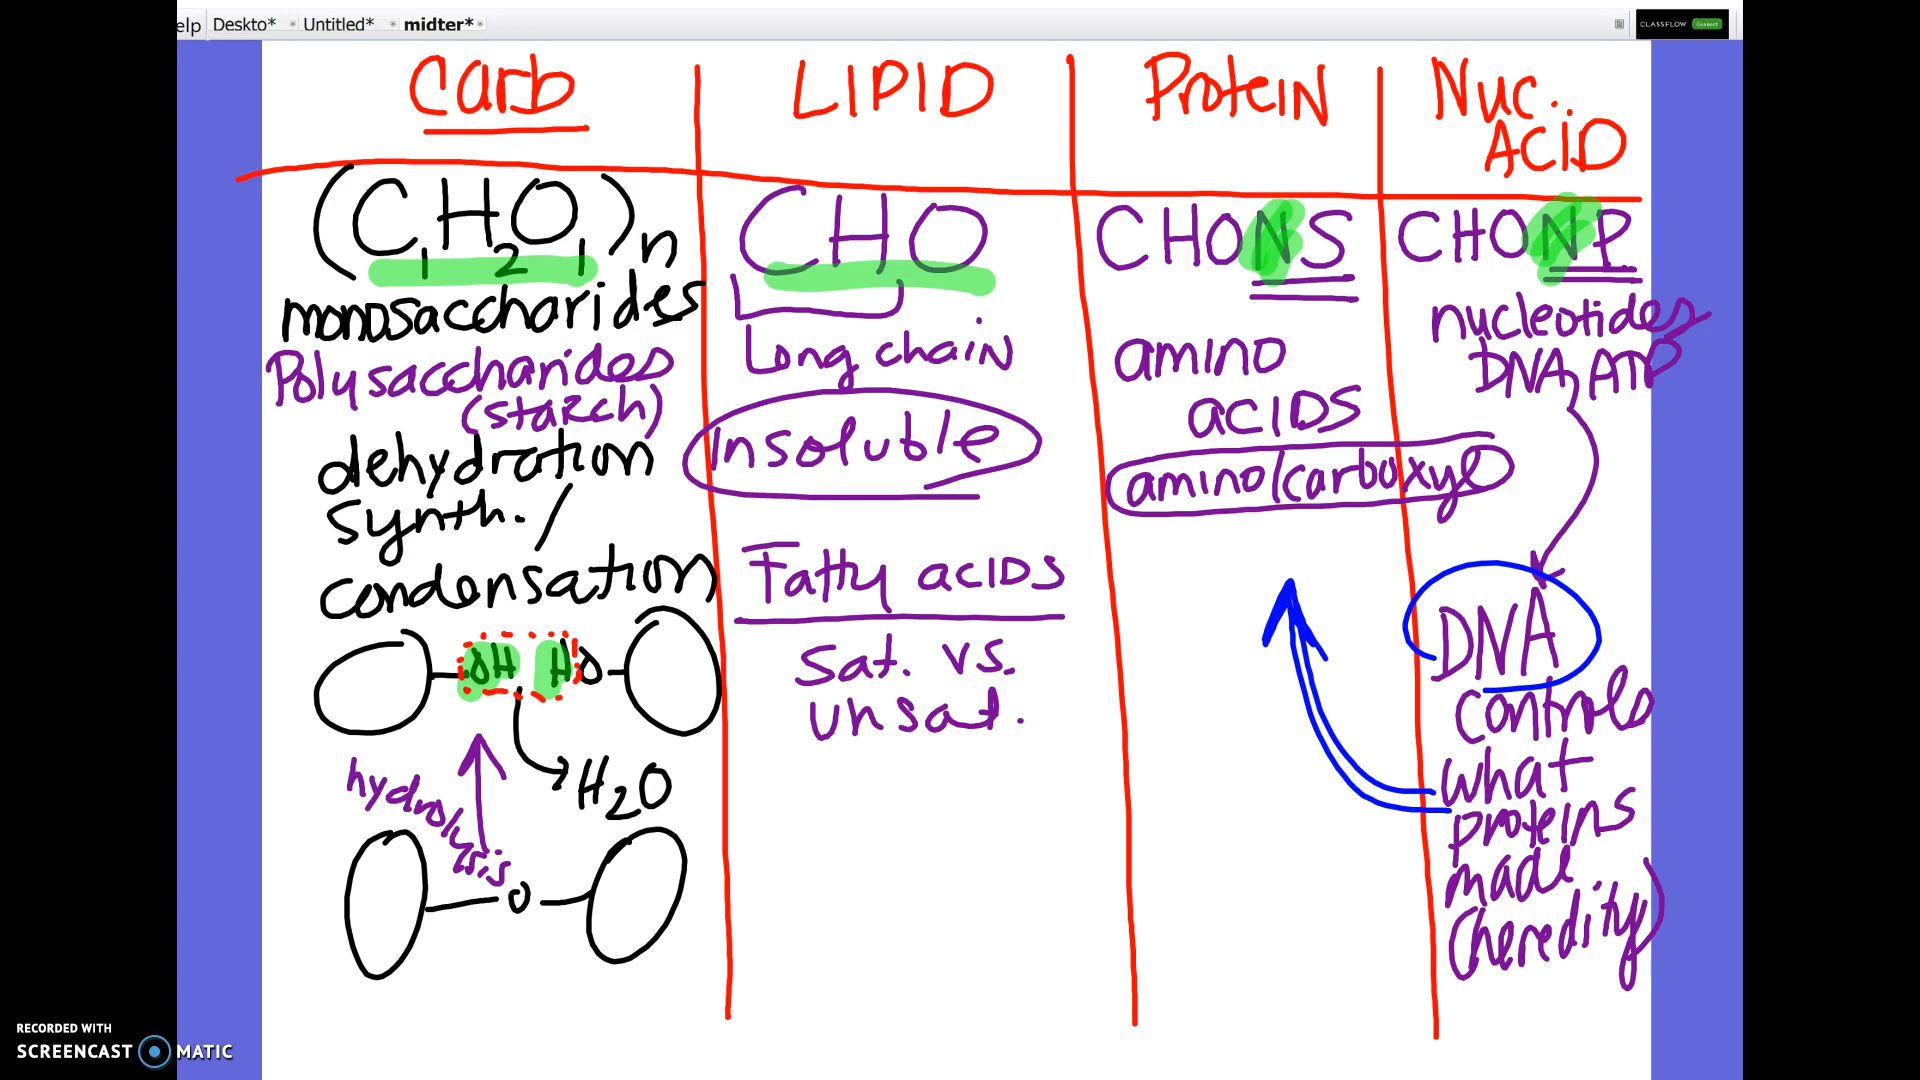 elp Deskto* Untitled* midter*
CLASSFLOW Connect
Carb
LIPID
Protein
Nuc.
ACID
(C1H2O1)n
monosaccharides
Polysaccharides
(starch)
dehydration
synth. /
condensation
OH HO
H2O
hydrolysis
O
CHO
Long chain
Insoluble
Fatty acids
Sat. vs.
unsat.
CHONS
amino
acids
amino/carboxyl
CHONP
nucleotides
DNA, ATP
DNA
controls
what
proteins
made
(heredity)
RECORDED WITH
SCREENCAST MATIC